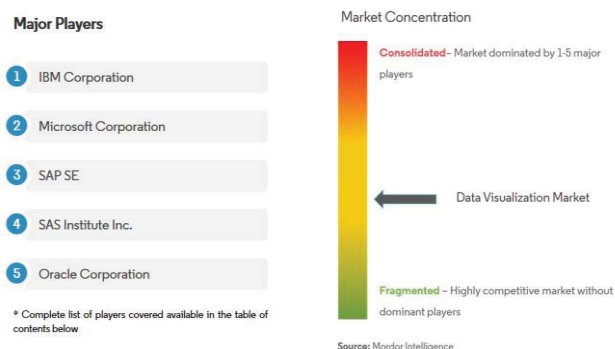 Major Players
1 IBM Corporation
2 Microsoft Corporation
3 SAP SE
4 SAS Institute Inc.
5 Oracle Corporation
* Complete list of players covered available in the table of
contents below
Market Concentration
Consolidated– Market dominated by 1-5 major
players
Data Visualization Market
Fragmented – Highly competitive market without
dominant players
Source: Mordor Intelligence